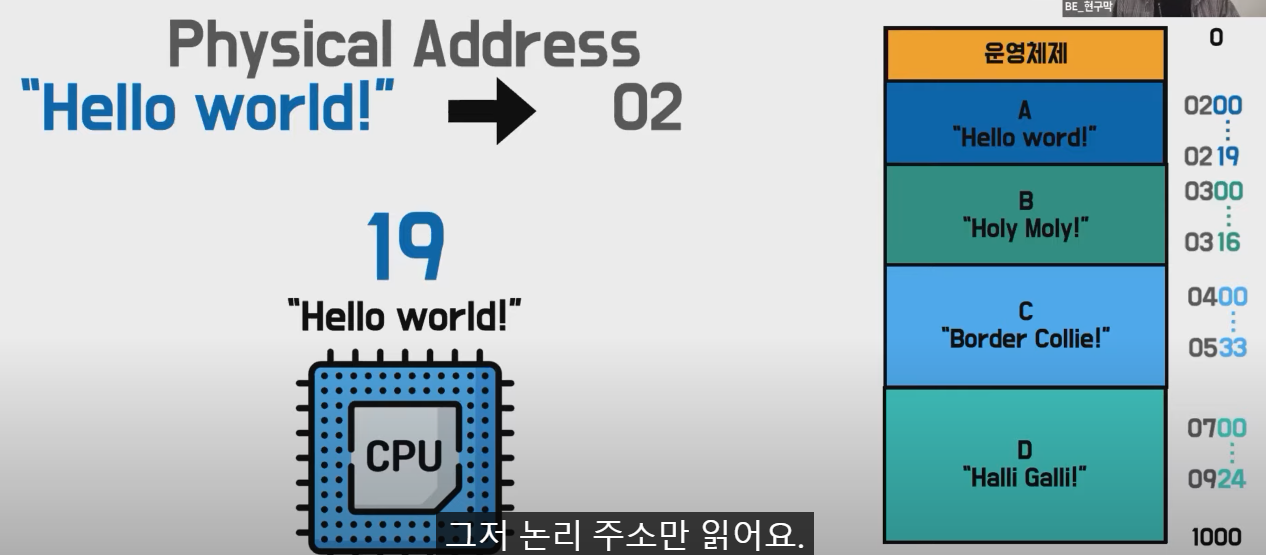 BE_현구막
Physical Address
"Hello world!" 02
19
"Hello world!"
CPU
운영체제
A
"Hello word!"
B
"Holy Moly!"
C
"Border Collie!"
D
"Halli Galli!"
0
0200
0219
0300
0316
0400
0533
0700
0924
1000
그저 논리 주소만 읽어요.